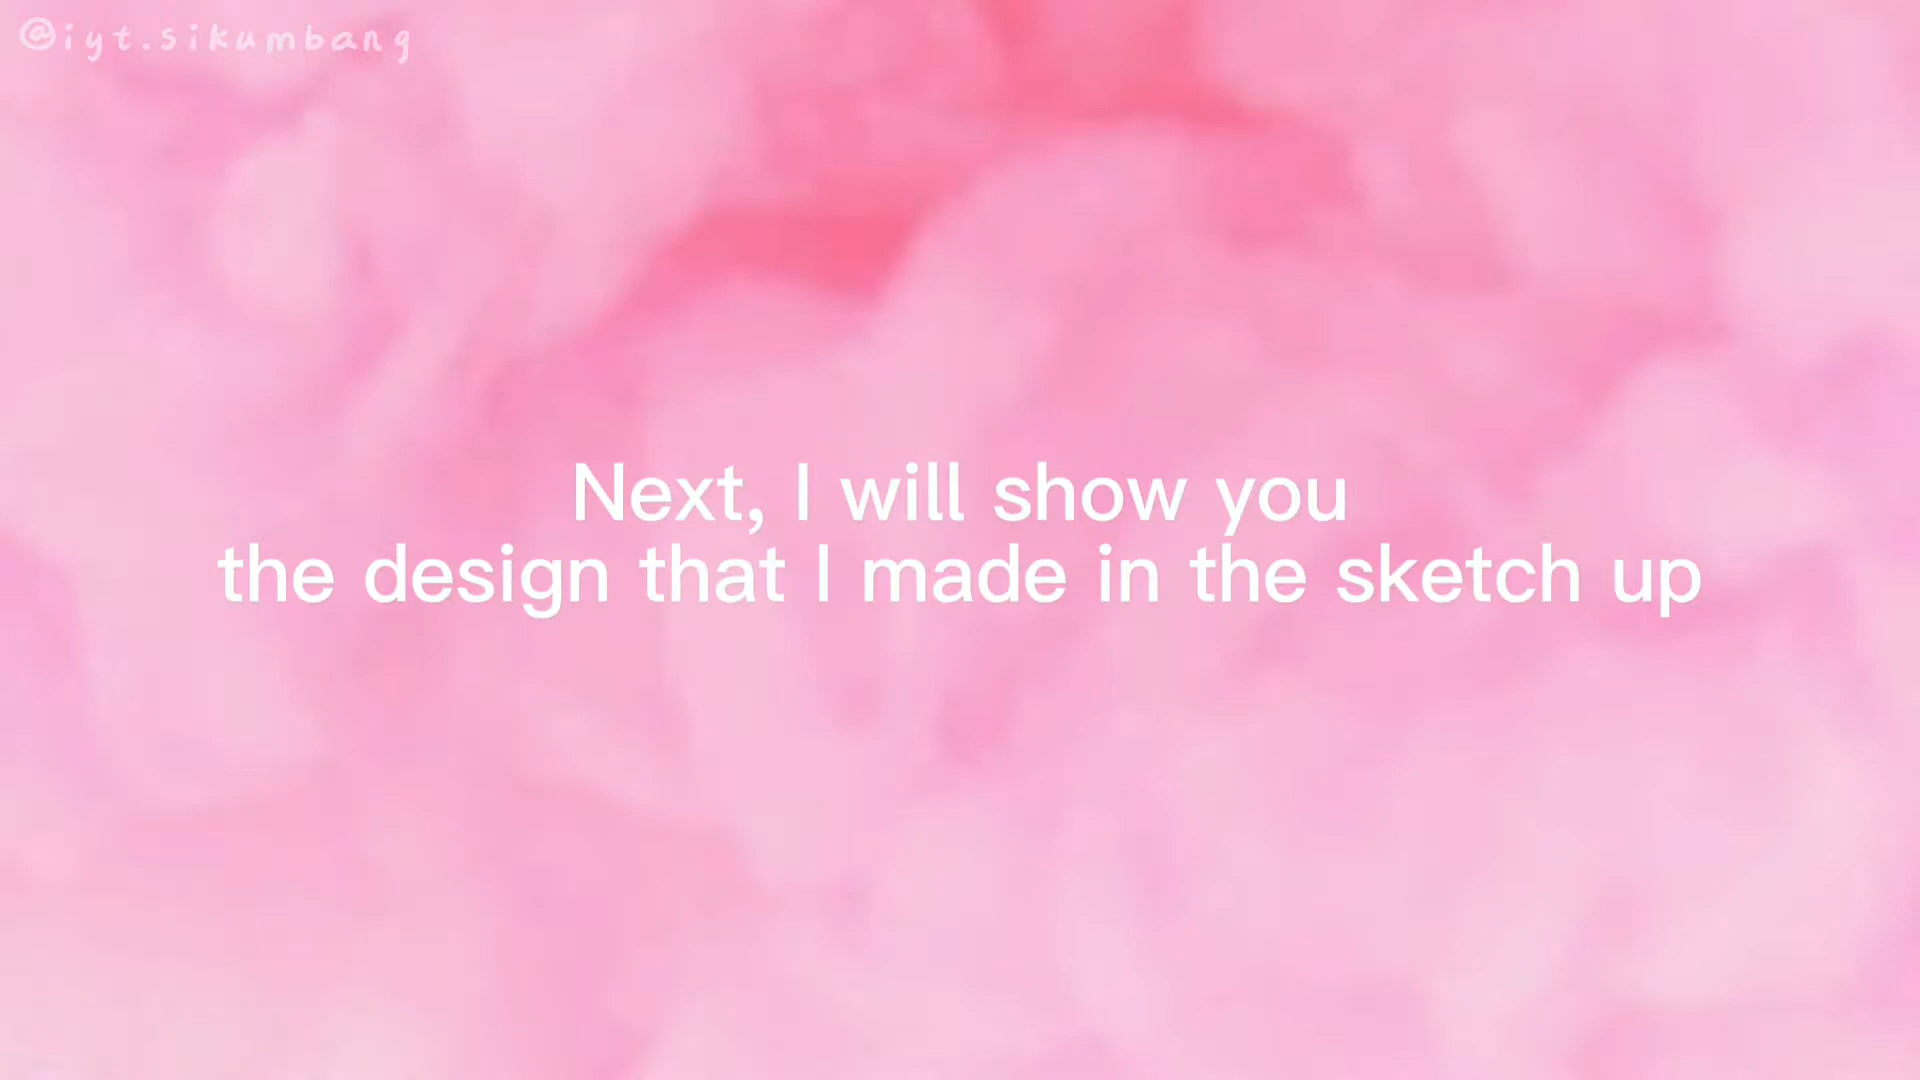 @iyt.sikumbang
Next, I will show you
the design that I made in the sketch up